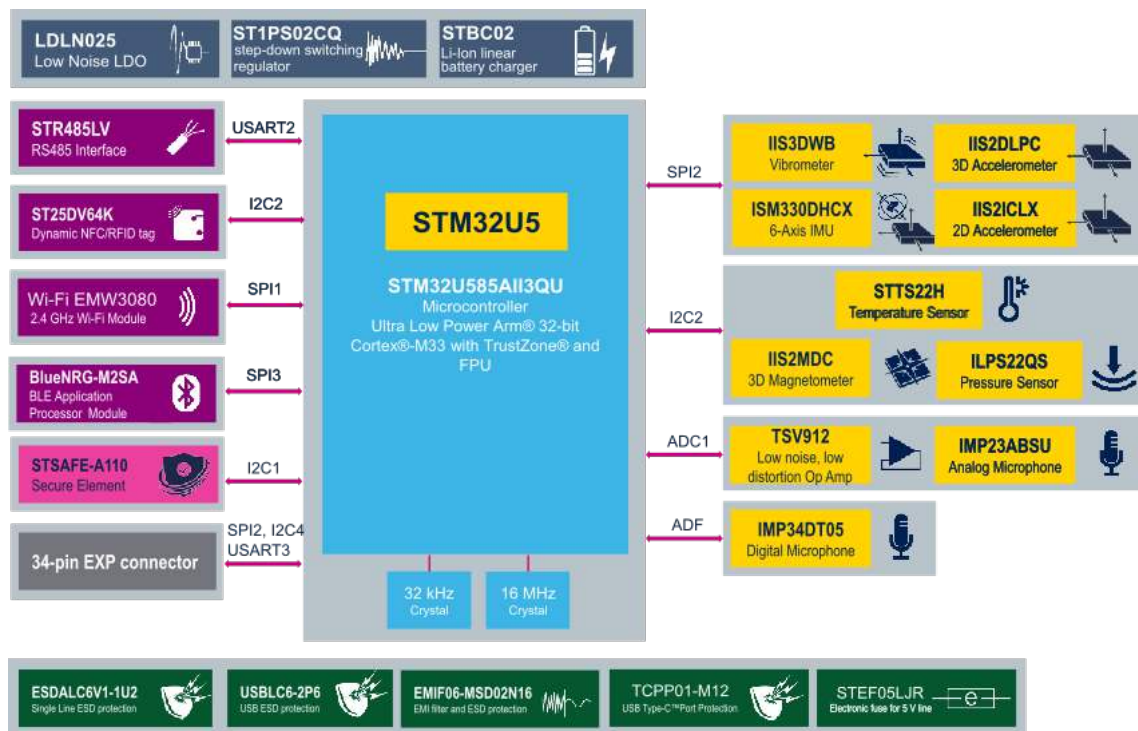 LDLN025
Low Noise LDO
ST1PS02CQ
step-down switching
regulator
STBC02
Li-Ion linear
battery charger
STR485LV
RS485 Interface
USART2
ST25DV64K
Dynamic NFC/RFID tag
I2C2
Wi-Fi EMW3080
2.4 GHz Wi-Fi Module
SPI1
BlueNRG-M2SA
BLE Application
Processor Module
SPI3
STSAFE-A110
Secure Element
I2C1
34-pin EXP connector
SPI2, I2C4
USART3
STM32U5
STM32U585AII3QU
Microcontroller
Ultra Low Power Arm® 32-bit
Cortex®-M33 with TrustZone® and
FPU
32 kHz
Crystal
16 MHz
Crystal
SPI2
IIS3DWB
Vibrometer
IIS2DLPC
3D Accelerometer
ISM330DHCX
6-Axis IMU
IIS2ICLX
2D Accelerometer
I2C2
STTS22H
Temperature Sensor
IIS2MDC
3D Magnetometer
ILPS22QS
Pressure Sensor
ADC1
TSV912
Low noise, low
distortion Op Amp
IMP23ABSU
Analog Microphone
ADF
IMP34DT05
Digital Microphone
ESDALC6V1-1U2
Single Line ESD protection
USBLC6-2P6
USB ESD protection
EMIF06-MSD02N16
EMI filter and ESD protection
TCPP01-M12
USB Type-C™Port Protection
STEF05LJR
Electronic fuse for 5 V line
e